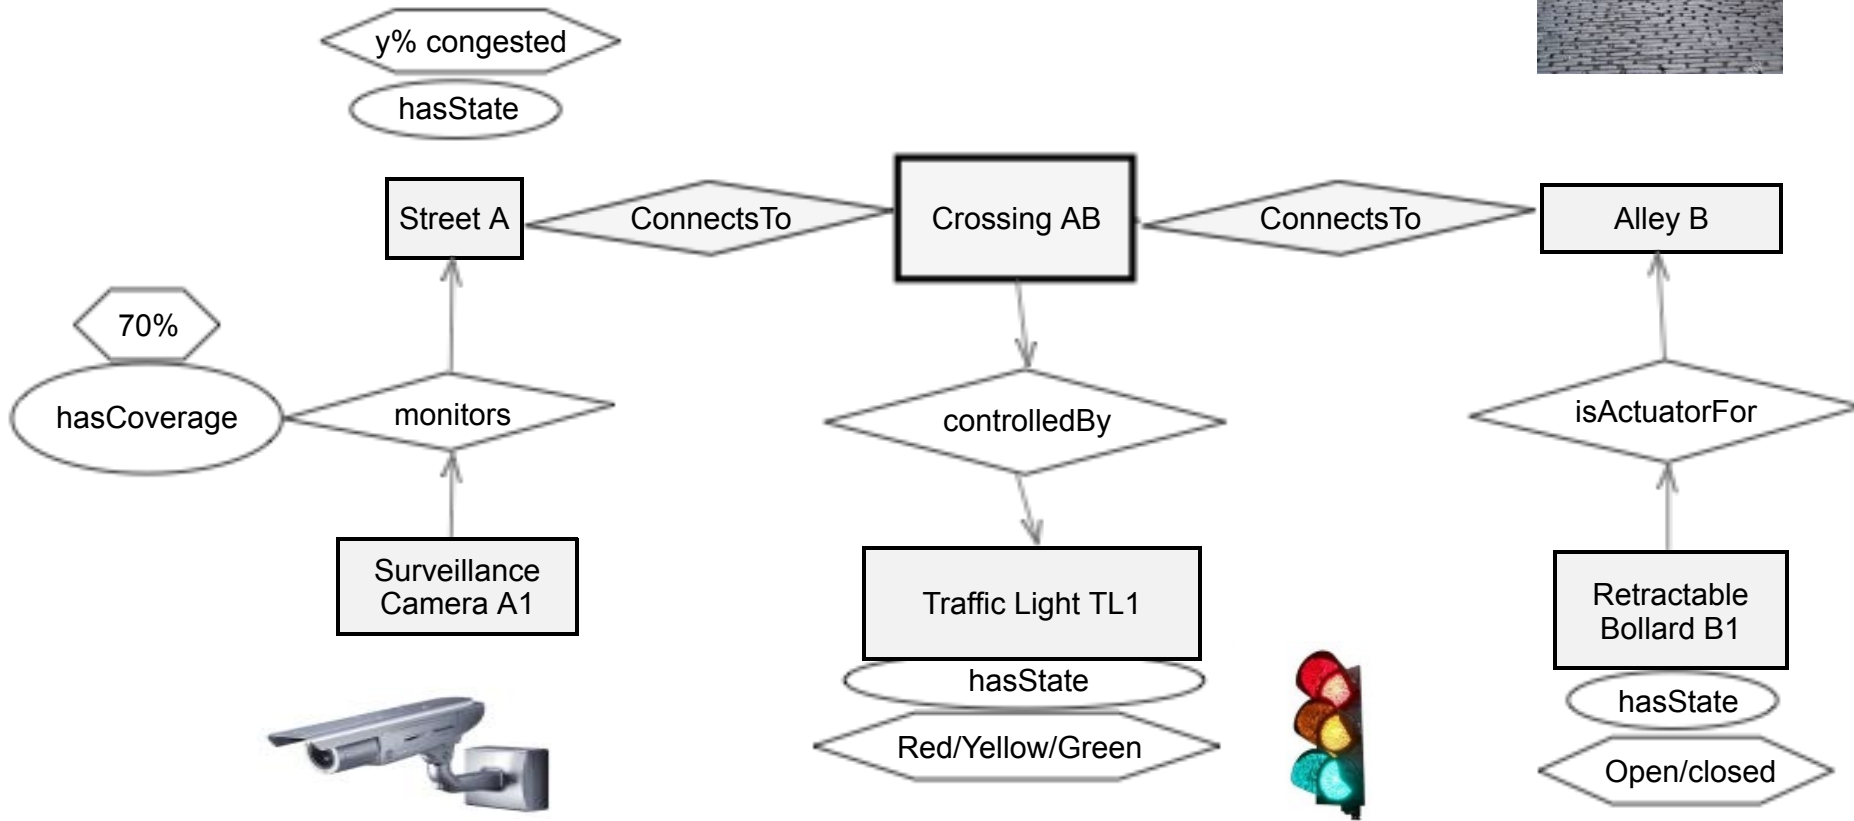 y% congested
hasState
Street A
ConnectsTo
Crossing AB
ConnectsTo
Alley B
70%
hasCoverage
monitors
controlledBy
isActuatorFor
Surveillance
Camera A1
Traffic Light TL1
Retractable
Bollard B1
hasState
Red/Yellow/Green
hasState
Open/closed